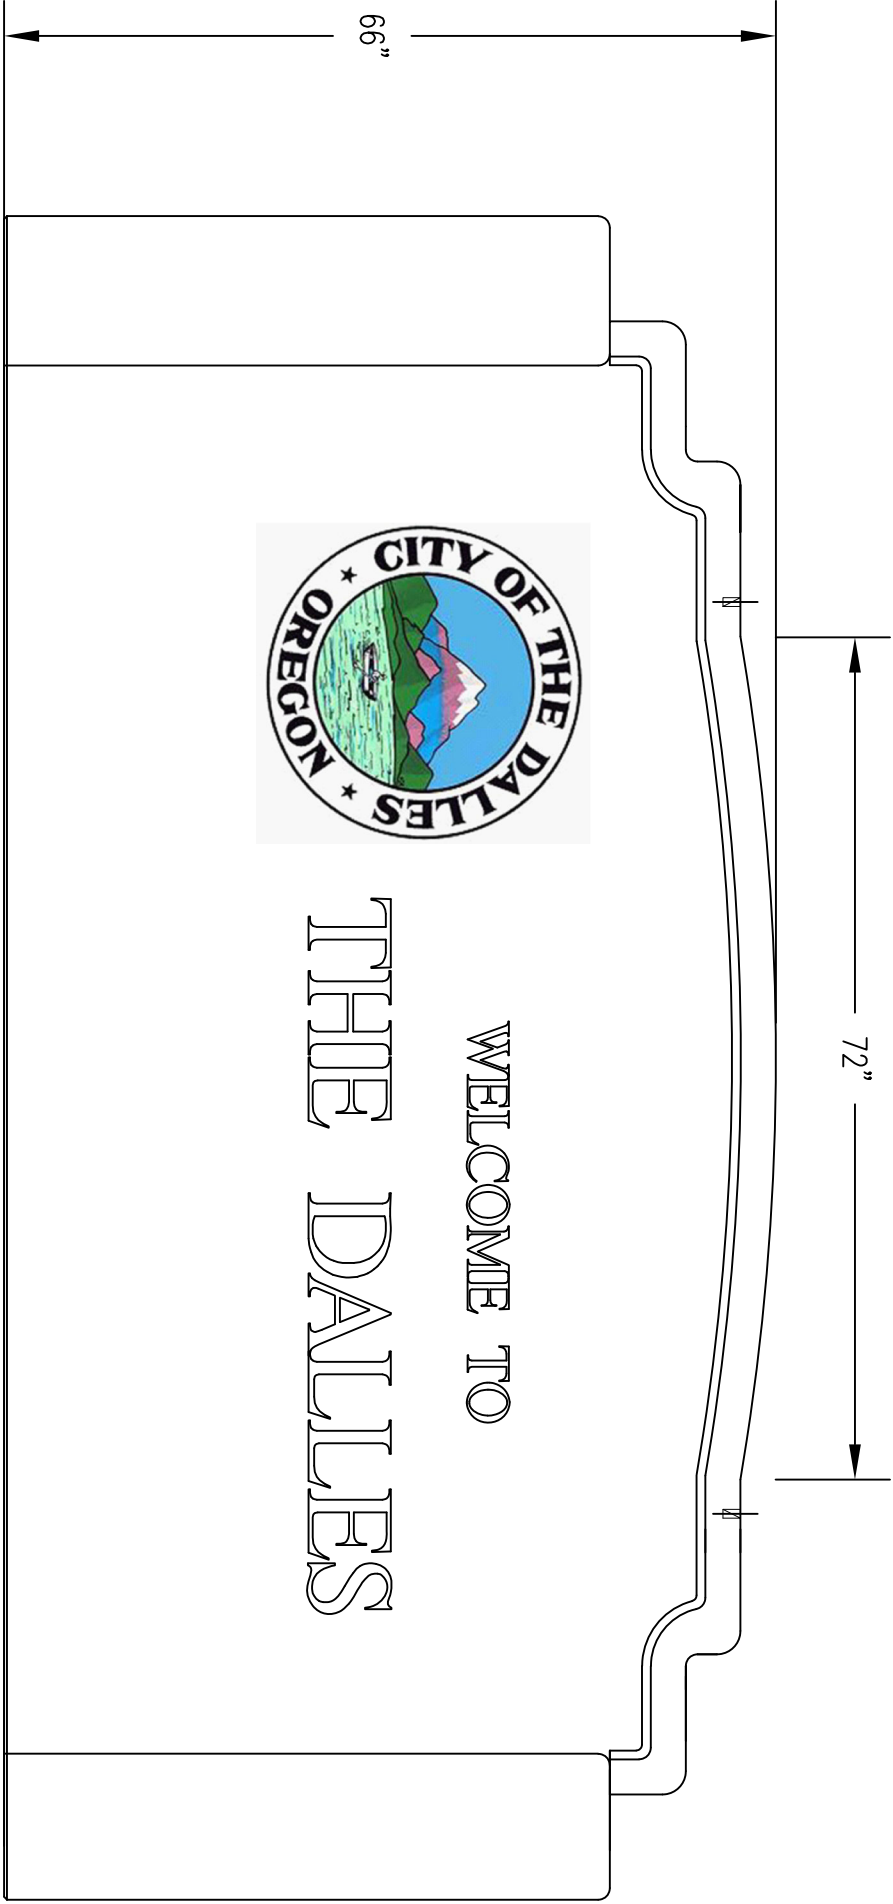 72”
66”
WELCOME TO
THE DALLES
CITY OF THE DALLES
★ OREGON ★